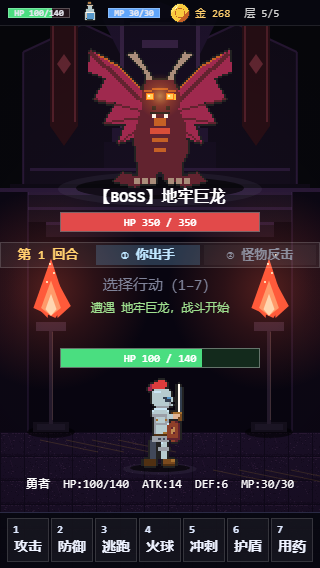 HP 100/140 MP 30/30 金 268 层 5/5
【BOSS】地牢巨龙
HP 350 / 350
第 1 回合 ① 你出手 ② 怪物反击
选择行动 (1-7)
遭遇 地牢巨龙，战斗开始
HP 100 / 140
勇者 HP:100/140 ATK:14 DEF:6 MP:30/30
1 2 3 4 5 6 7
攻击 防御 逃跑 火球 冲刺 护盾 用药